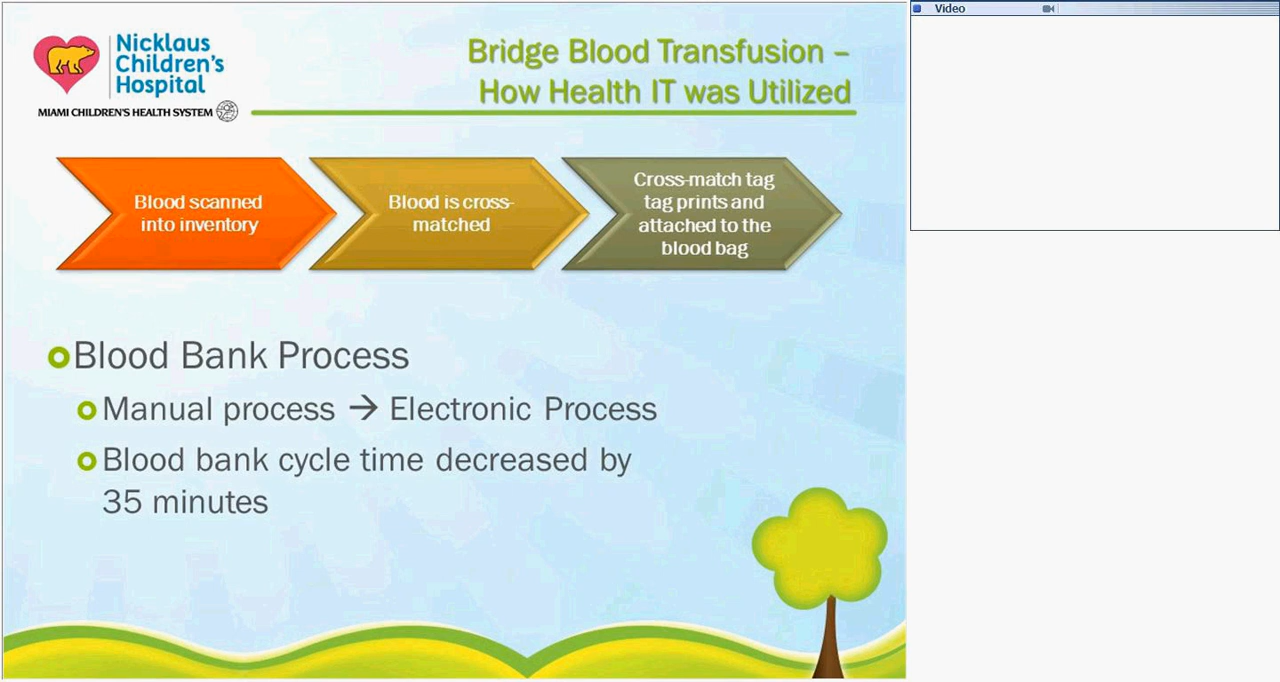 Nicklaus
Children's
Hospital
MIAMI CHILDREN'S HEALTH SYSTEM
Bridge Blood Transfusion –
How Health IT was Utilized
Blood scanned
into inventory
Blood is cross-
matched
Cross-match tag
tag prints and
attached to the
blood bag
Blood Bank Process
Manual process → Electronic Process
Blood bank cycle time decreased by
35 minutes
Video